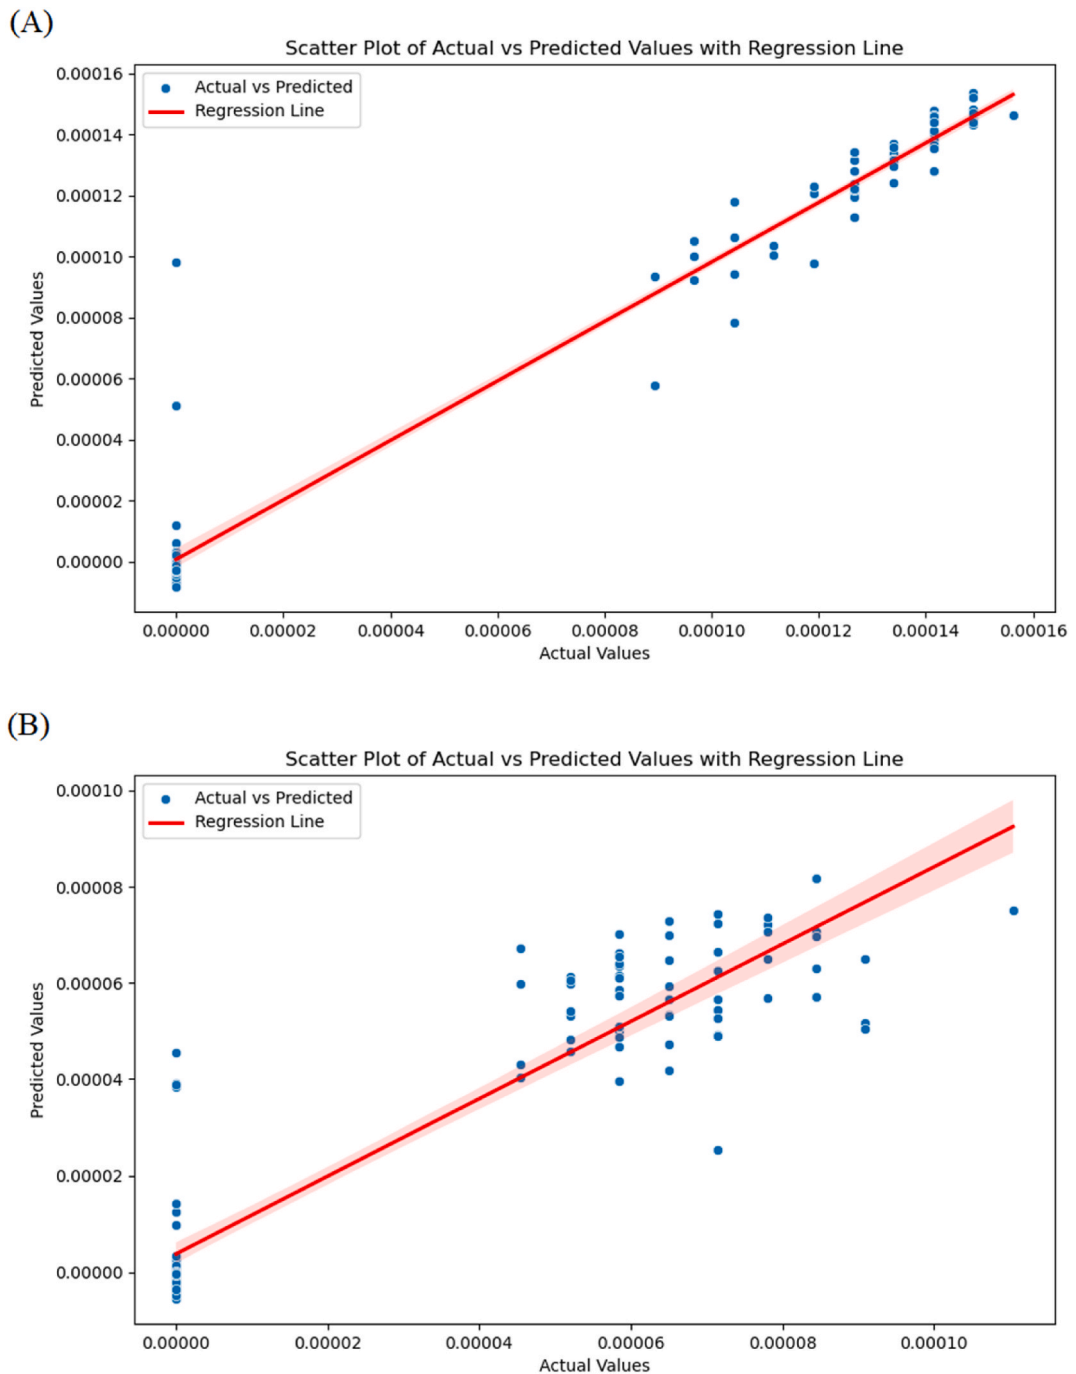 (A)
Scatter Plot of Actual vs Predicted Values with Regression Line
Actual vs Predicted
Regression Line
0.00016
0.00014
0.00012
0.00010
0.00008
0.00006
0.00004
0.00002
0.00000
Predicted Values
0.00000 0.00002 0.00004 0.00006 0.00008 0.00010 0.00012 0.00014 0.00016
Actual Values
(B)
Scatter Plot of Actual vs Predicted Values with Regression Line
Actual vs Predicted
Regression Line
0.00010
0.00008
0.00006
0.00004
0.00002
0.00000
Predicted Values
0.00000 0.00002 0.00004 0.00006 0.00008 0.00010
Actual Values